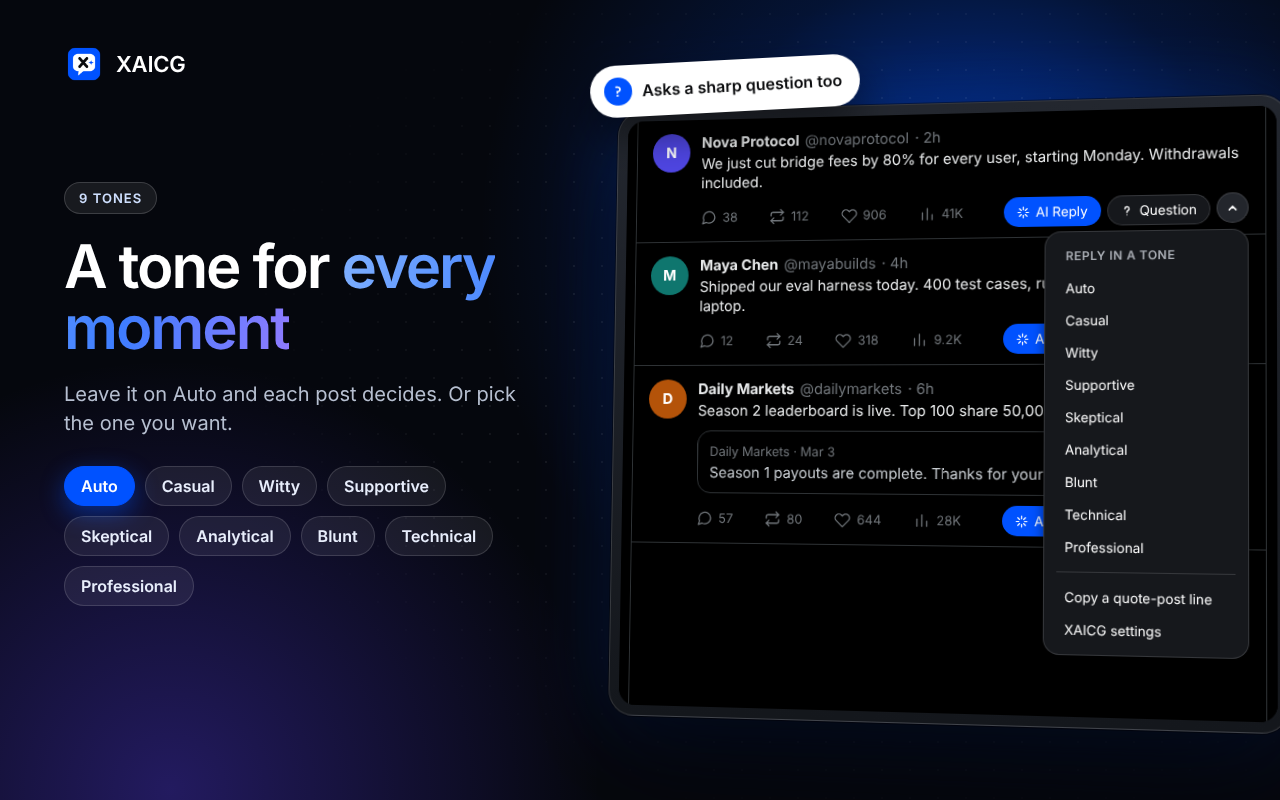 XAICG
9 TONES
A tone for every
moment
Leave it on Auto and each post decides. Or pick
the one you want.
Auto
Casual
Witty
Supportive
Skeptical
Analytical
Blunt
Technical
Professional
? Asks a sharp question too
N
Nova Protocol @novaprotocol · 2h
We just cut bridge fees by 80% for every user, starting Monday. Withdrawals
included.
38
112
906
41K
AI Reply
? Question
M
Maya Chen @mayabuilds · 4h
Shipped our eval harness today. 400 test cases,
laptop.
12
24
318
9.2K
D
Daily Markets @dailymarkets · 6h
Season 2 leaderboard is live. Top 100 share 50,00
Daily Markets · Mar 3
Season 1 payouts are complete. Thanks for your
57
80
644
28K
REPLY IN A TONE
Auto
Casual
Witty
Supportive
Skeptical
Analytical
Blunt
Technical
Professional
Copy a quote-post line
XAICG settings